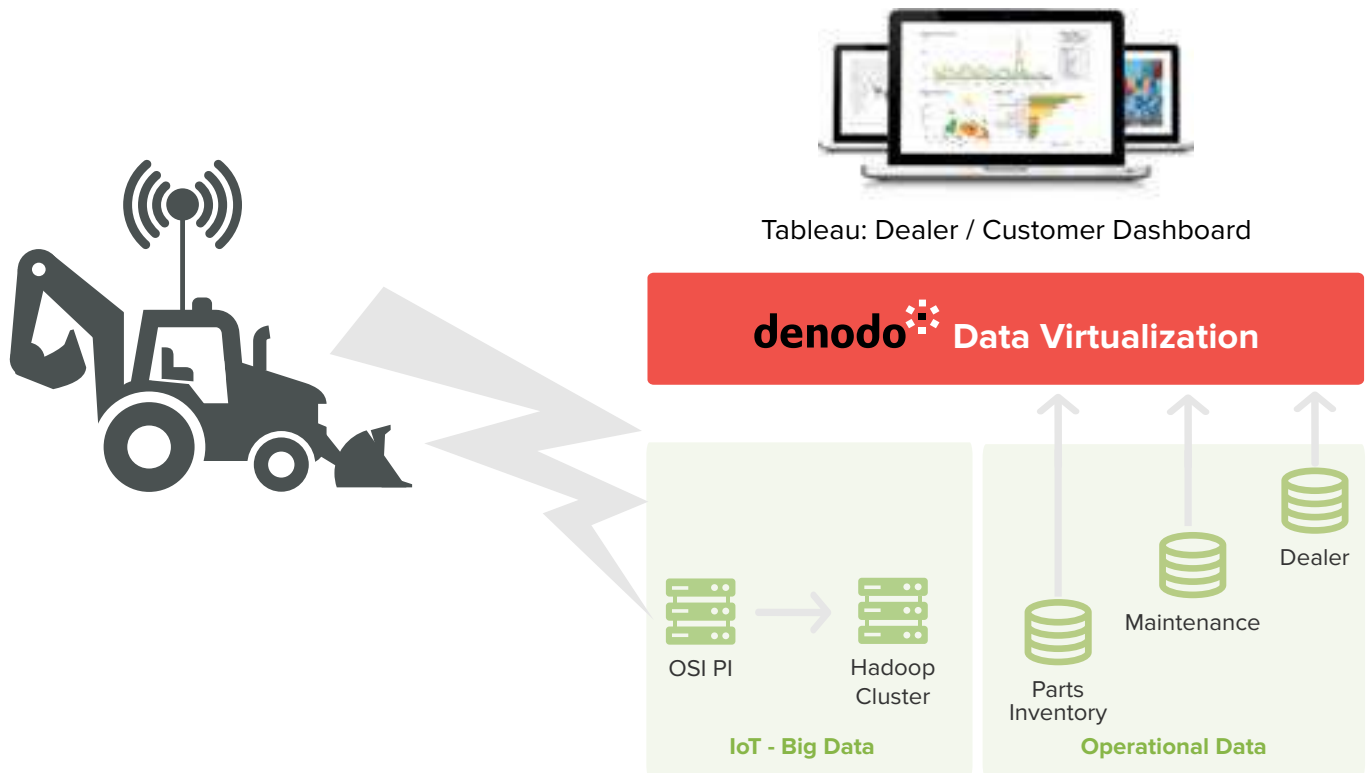 Tableau: Dealer / Customer Dashboard
denodo Data Virtualization
Dealer
Maintenance
OSI PI
Hadoop
Cluster
Parts
Inventory
IoT - Big Data
Operational Data